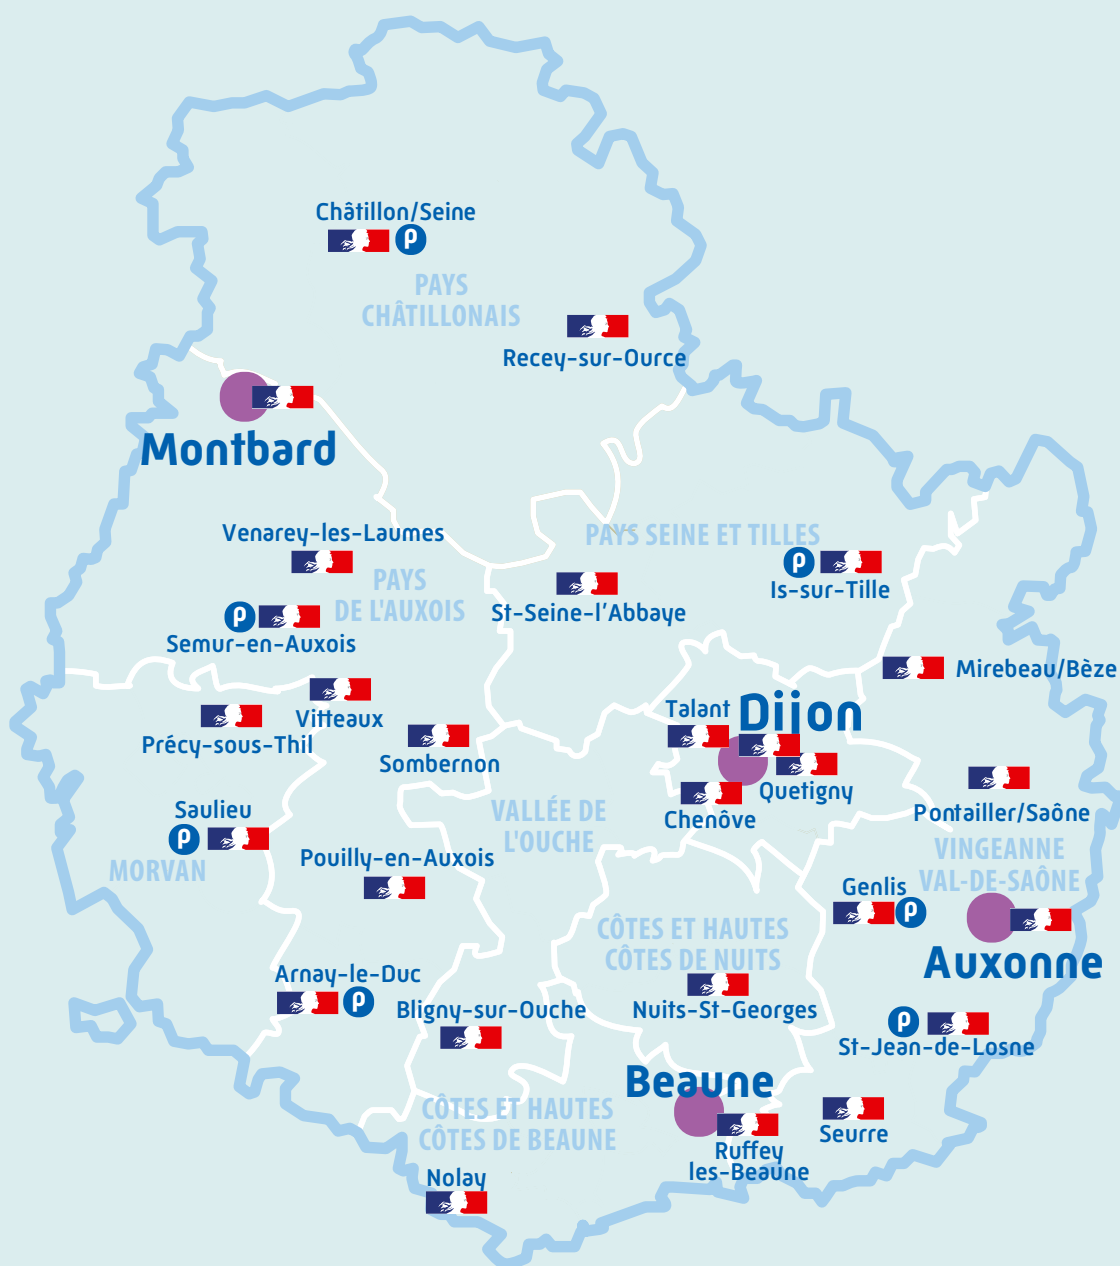 Châtillon/Seine
P
PAYS
CHÂTILLONAIS
Recey-sur-Ource
Montbard
Venarey-les-Laumes
PAYS SEINE ET TILLES
P
Is-sur-Tille
PAYS
DE L'AUXOIS
St-Seine-l'Abbaye
P
Semur-en-Auxois
Mirebeau/Bèze
Vitteaux
Précy-sous-Thil
Sombernon
Talant
Dijon
Quetigny
Chenôve
Pontailler/Saône
Saulieu
P
MORVAN
VALLÉE DE
L'OUCHE
Pouilly-en-Auxois
VINGEANNE
VAL-DE-SAÔNE
Genlis
P
Auxonne
CÔTES ET HAUTES
CÔTES DE NUITS
Nuits-St-Georges
Arnay-le-Duc
P
Bligny-sur-Ouche
P
St-Jean-de-Losne
Beaune
Ruffey
les-Beaune
Seurre
CÔTES ET HAUTES
CÔTES DE BEAUNE
Nolay